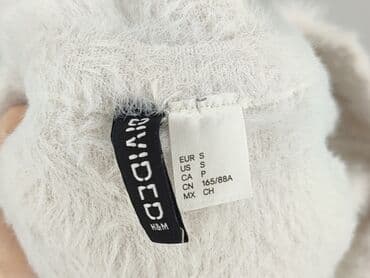 DIVIDED
H&M
EUR S
US S
CA P
CN 165/88A
MX CH